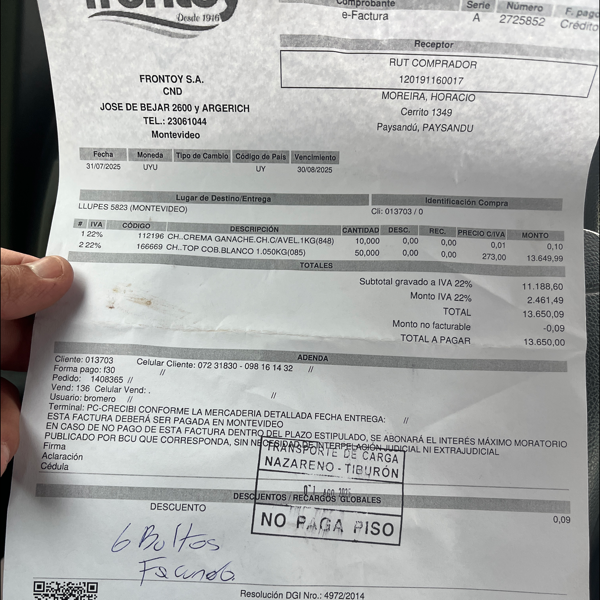 frontoy
Desde 1916
Comprobante
e-Factura
Serie
A
Número
2725852
F. pago
Crédito
Receptor
RUT COMPRADOR
120191160017
MOREIRA, HORACIO
Cerrito 1349
Paysandú, PAYSANDU
FRONTOY S.A.
CND
JOSE DE BEJAR 2600 y ARGERICH
TEL.: 23061044
Montevideo
Fecha Moneda Tipo de Cambio Código de País Vencimiento
31/07/2025 UYU UY 30/08/2025
Lugar de Destino/Entrega
LLUPES 5823 (MONTEVIDEO)
Identificación Compra
Cli: 013703 / 0
# IVA CÓDIGO DESCRIPCIÓN CANTIDAD DESC. REC. PRECIO C/IVA MONTO
1 22% 112196 CH..CREMA GANACHE.CH.C/AVEL.1KG(848) 10,000 0,00 0,00 0,01 0,10
2 22% 166669 CH..TOP COB.BLANCO 1.050KG(085) 50,000 0,00 0,00 273,00 13.649,99
TOTALES
Subtotal gravado a IVA 22% 11.188,60
Monto IVA 22% 2.461,49
TOTAL 13.650,09
Monto no facturable -0,09
TOTAL A PAGAR 13.650,00
ADENDA
Cliente: 013703 Celular Cliente: 072 31830 - 098 16 14 32 //
Forma pago: f30 //
Pedido: 1408365 //
Vend: 136 Celular Vend: .
Usuario: bromero // //
Terminal: PC-CRECIBI CONFORME LA MERCADERIA DETALLADA FECHA ENTREGA: //
ESTA FACTURA DEBERÁ SER PAGADA EN MONTEVIDEO
EN CASO DE NO PAGO DE ESTA FACTURA DENTRO DEL PLAZO ESTIPULADO, SE ABONARÁ EL INTERÉS MÁXIMO MORATORIO
PUBLICADO POR BCU QUE CORRESPONDA, SIN NECESIDAD DE INTERPELACIÓN JUDICIAL NI EXTRAJUDICIAL
Firma
Aclaración
Cédula
TRANSPORTE DE CARGA
NAZARENO - TIBURÓN
NO PAGA PISO
DESCUENTOS / RECARGOS GLOBALES
DESCUENTO 0,09
6 Bultos
Facundo
Resolución DGI Nro.: 4972/2014